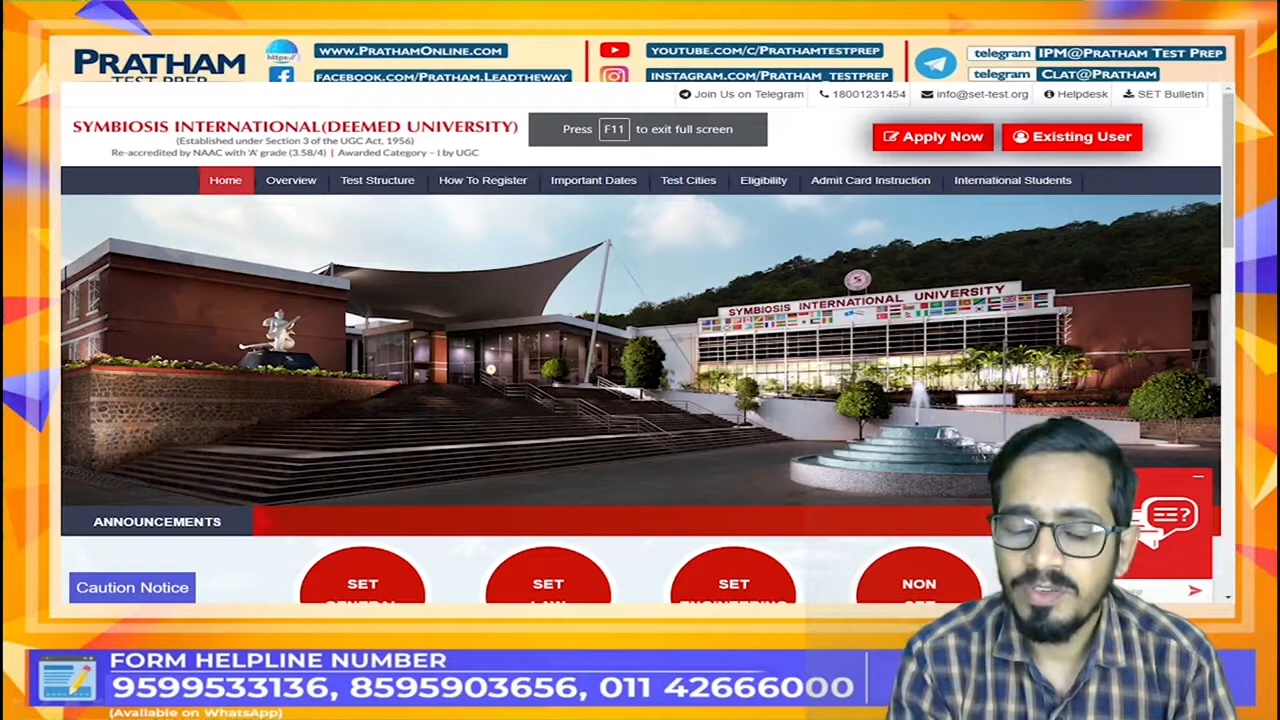 PRATHAM
TEST PREP
https://
WWW.PRATHAMONLINE.COM
FACEBOOK.COM/PRATHAM.LEADTHEWAY
YOUTUBE.COM/C/PRATHAMTESTPREP
INSTAGRAM.COM/PRATHAM_TESTPREP
telegram IPM@PRATHAM TEST PREP
telegram CLAT@PRATHAM
Join Us on Telegram 18001231454 info@set-test.org Helpdesk SET Bulletin
SYMBIOSIS INTERNATIONAL(DEEMED UNIVERSITY)
(Established under Section 3 of the UGC Act, 1956)
Re-accredited by NAAC with 'A' grade (3.58/4) | Awarded Category – I by UGC
Press F11 to exit full screen
Apply Now Existing User
Home Overview Test Structure How To Register Important Dates Test Cities Eligibility Admit Card Instruction International Students
SYMBIOSIS INTERNATIONAL UNIVERSITY
ANNOUNCEMENTS
Caution Notice
SET
GENERAL
SET
LAW
SET
ENGINEERING
NON
SET
FORM HELPLINE NUMBER
9599533136, 8595903656, 011 42666000
(Available on WhatsApp)